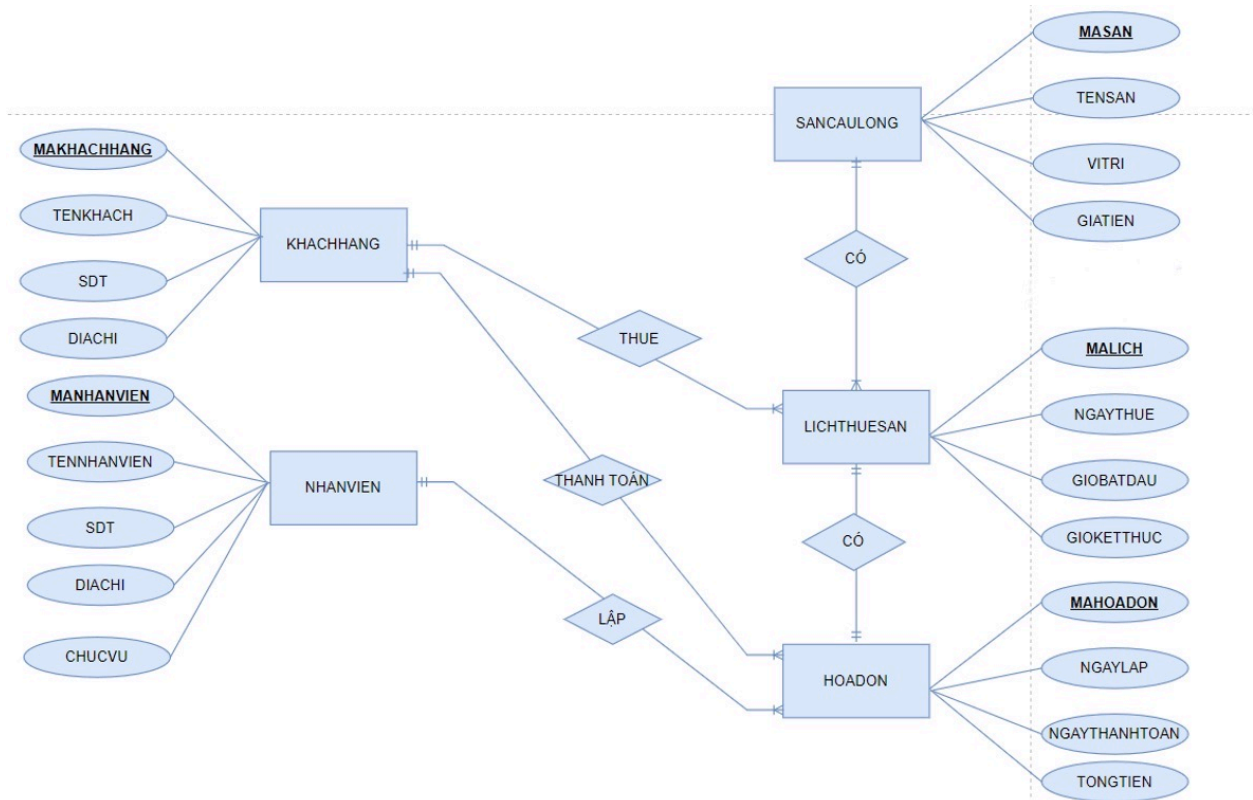 MASAN
TENSAN
SANCAULONG
VITRI
GIATIEN
CÓ
MAKHACHHANG
TENKHACH
KHACHHANG
SDT
DIACHI
THUE
MALICH
NGAYTHUE
LICHTHUESAN
GIOBATDAU
GIOKETTHUC
MANHANVIEN
TENNHANVIEN
NHANVIEN
SDT
DIACHI
CHUCVU
THANH TOÁN
CÓ
LẬP
MAHOADON
NGAYLAP
HOADON
NGAYTHANHTOAN
TONGTIEN